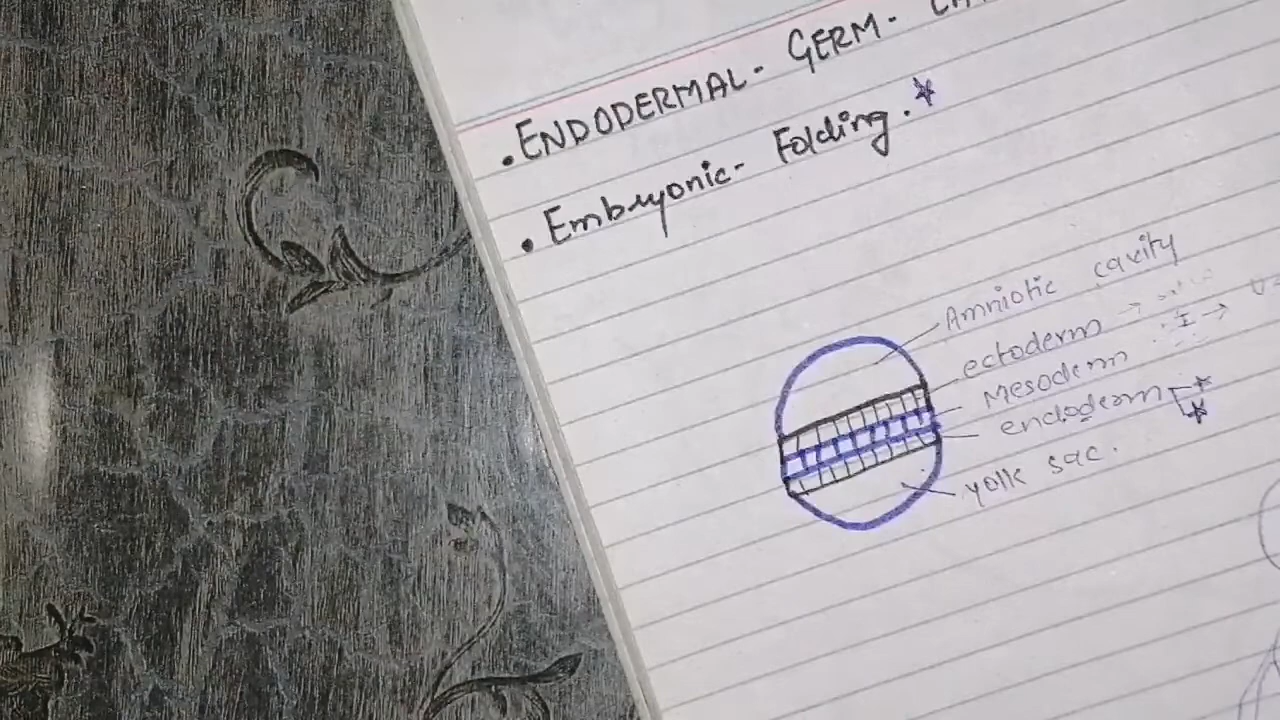 • ENDODERMAL- GERM-
• Embryonic- Folding. *
Amniotic cavity
ectoderm →
Mesoderm
endoderm
yolk sac.